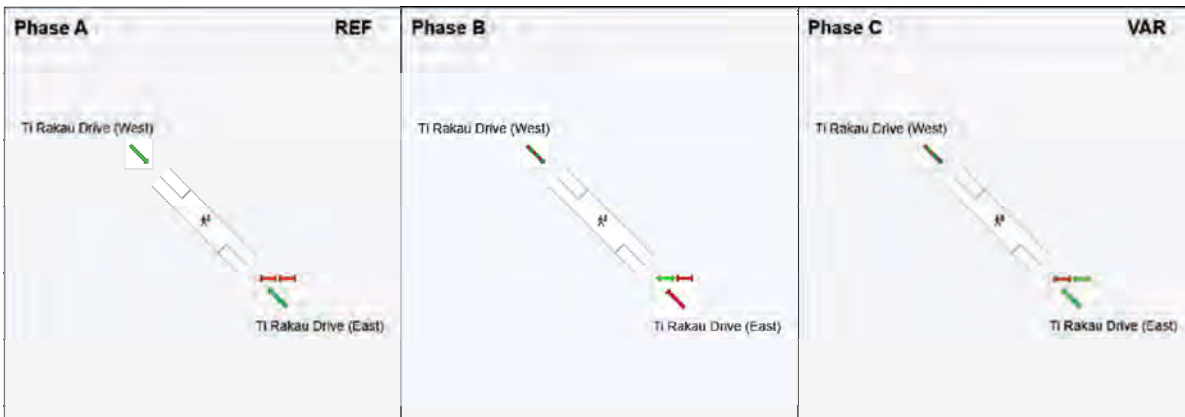 Phase A REF
Ti Rakau Drive (West)
Ti Rakau Drive (East)
Phase B
Ti Rakau Drive (West)
Ti Rakau Drive (East)
Phase C VAR
Ti Rakau Drive (West)
Ti Rakau Drive (East)